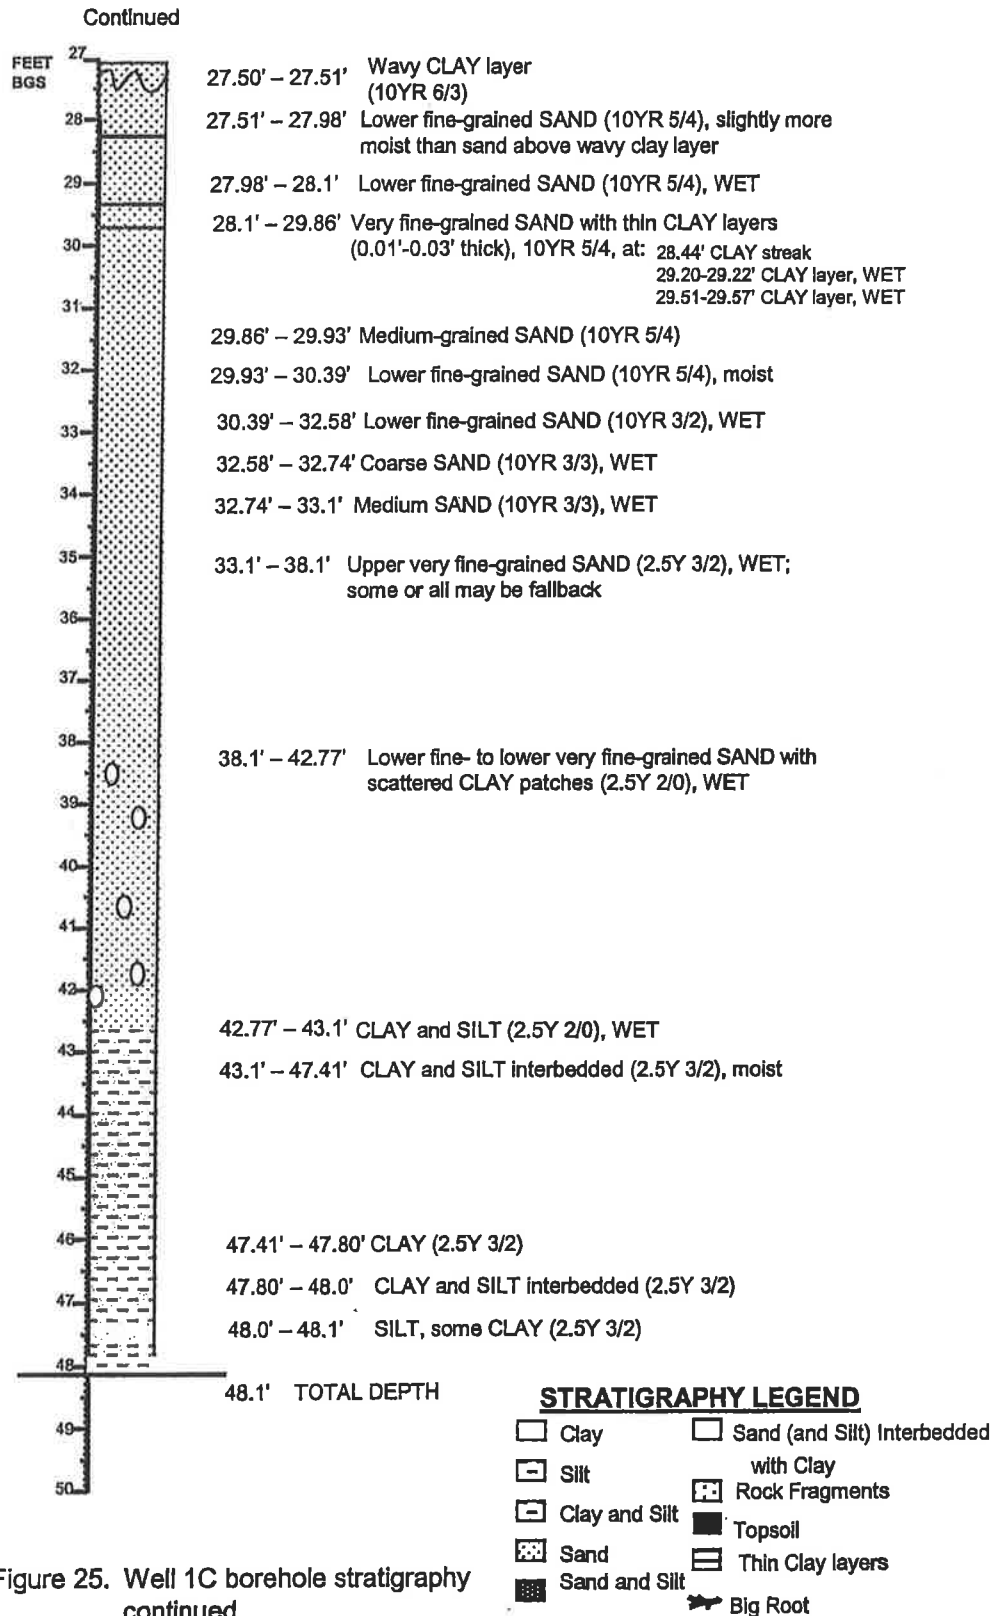 Continued
FEET
BGS
27
28
29
30
31
32
33
34
35
36
37
38
39
40
41
42
43
44
45
46
47
48
49
50
27.50' – 27.51' Wavy CLAY layer
(10YR 6/3)
27.51' – 27.98' Lower fine-grained SAND (10YR 5/4), slightly more
moist than sand above wavy clay layer
27.98' – 28.1' Lower fine-grained SAND (10YR 5/4), WET
28.1' – 29.86' Very fine-grained SAND with thin CLAY layers
(0.01'-0.03' thick), 10YR 5/4, at: 28.44' CLAY streak
29.20-29.22' CLAY layer, WET
29.51-29.57' CLAY layer, WET
29.86' – 29.93' Medium-grained SAND (10YR 5/4)
29.93' – 30.39' Lower fine-grained SAND (10YR 5/4), moist
30.39' – 32.58' Lower fine-grained SAND (10YR 3/2), WET
32.58' – 32.74' Coarse SAND (10YR 3/3), WET
32.74' – 33.1' Medium SAND (10YR 3/3), WET
33.1' – 38.1' Upper very fine-grained SAND (2.5Y 3/2), WET;
some or all may be fallback
38.1' – 42.77' Lower fine- to lower very fine-grained SAND with
scattered CLAY patches (2.5Y 2/0), WET
42.77' – 43.1' CLAY and SILT (2.5Y 2/0), WET
43.1' – 47.41' CLAY and SILT interbedded (2.5Y 3/2), moist
47.41' – 47.80' CLAY (2.5Y 3/2)
47.80' – 48.0' CLAY and SILT interbedded (2.5Y 3/2)
48.0' – 48.1' SILT, some CLAY (2.5Y 3/2)
48.1' TOTAL DEPTH
STRATIGRAPHY LEGEND
Clay
Silt
Clay and Silt
Sand
Sand and Silt
Sand (and Silt) Interbedded
with Clay
Rock Fragments
Topsoil
Thin Clay layers
Big Root
igure 25. Well 1C borehole stratigraphy
continued